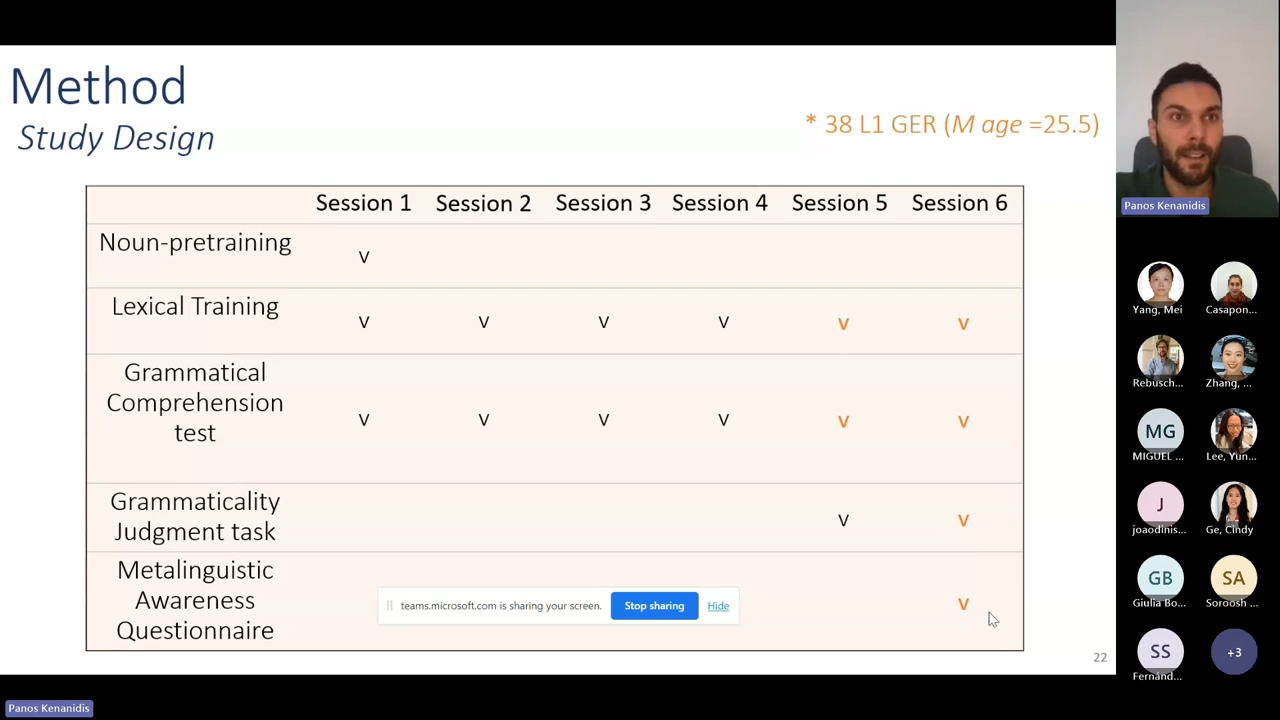 Method
Study Design
* 38 L1 GER (M age =25.5)
Session 1 Session 2 Session 3 Session 4 Session 5 Session 6
Noun-pretraining
v
Lexical Training
v v v v v v
Grammatical
Comprehension
test
v v v v v v
Grammaticality
Judgment task
v v
Metalinguistic
Awareness
Questionnaire
v
teams.microsoft.com is sharing your screen. Stop sharing Hide
22
Panos Kenanidis
Yang, Mei Casapon...
Rebusch... Zhang, ...
MG
MIGUEL ... Lee, Yun...
J
joaodinis... Ge, Cindy
GB SA
Giulia Bo... Soroosh ...
SS +3
Fernánd...
Panos Kenanidis